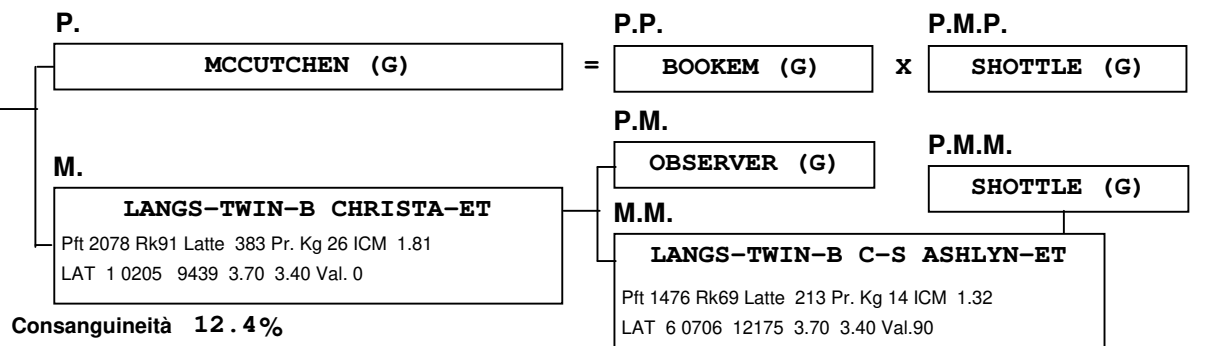 P.
P.P.
P.M.P.
MCCUTCHEN (G) = BOOKEM (G) X SHOTTLE (G)
P.M.
OBSERVER (G)
P.M.M.
SHOTTLE (G)
M.
LANGS-TWIN-B CHRISTA-ET
Pft 2078 Rk91 Latte 383 Pr. Kg 26 ICM 1.81
LAT 1 0205 9439 3.70 3.40 Val. 0
M.M.
LANGS-TWIN-B C-S ASHLYN-ET
Pft 1476 Rk69 Latte 213 Pr. Kg 14 ICM 1.32
LAT 6 0706 12175 3.70 3.40 Val.90
Consanguineità 12.4%